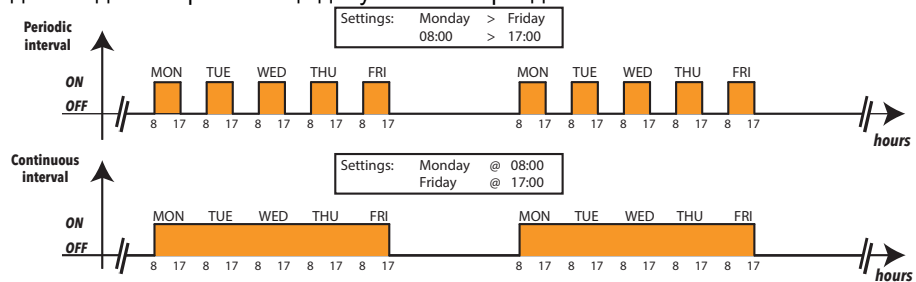 Settings: Monday > Friday
08:00 > 17:00
Periodic
interval
ON
OFF
MON TUE WED THU FRI MON TUE WED THU FRI
8 17 8 17 8 17 8 17 8 17 8 17 8 17 8 17 8 17 8 17
hours
Continuous
interval
Settings: Monday @ 08:00
Friday @ 17:00
ON
OFF
MON TUE WED THU FRI MON TUE WED THU FRI
8 17 8 17 8 17 8 17 8 17 8 17 8 17 8 17 8 17 8 17
hours